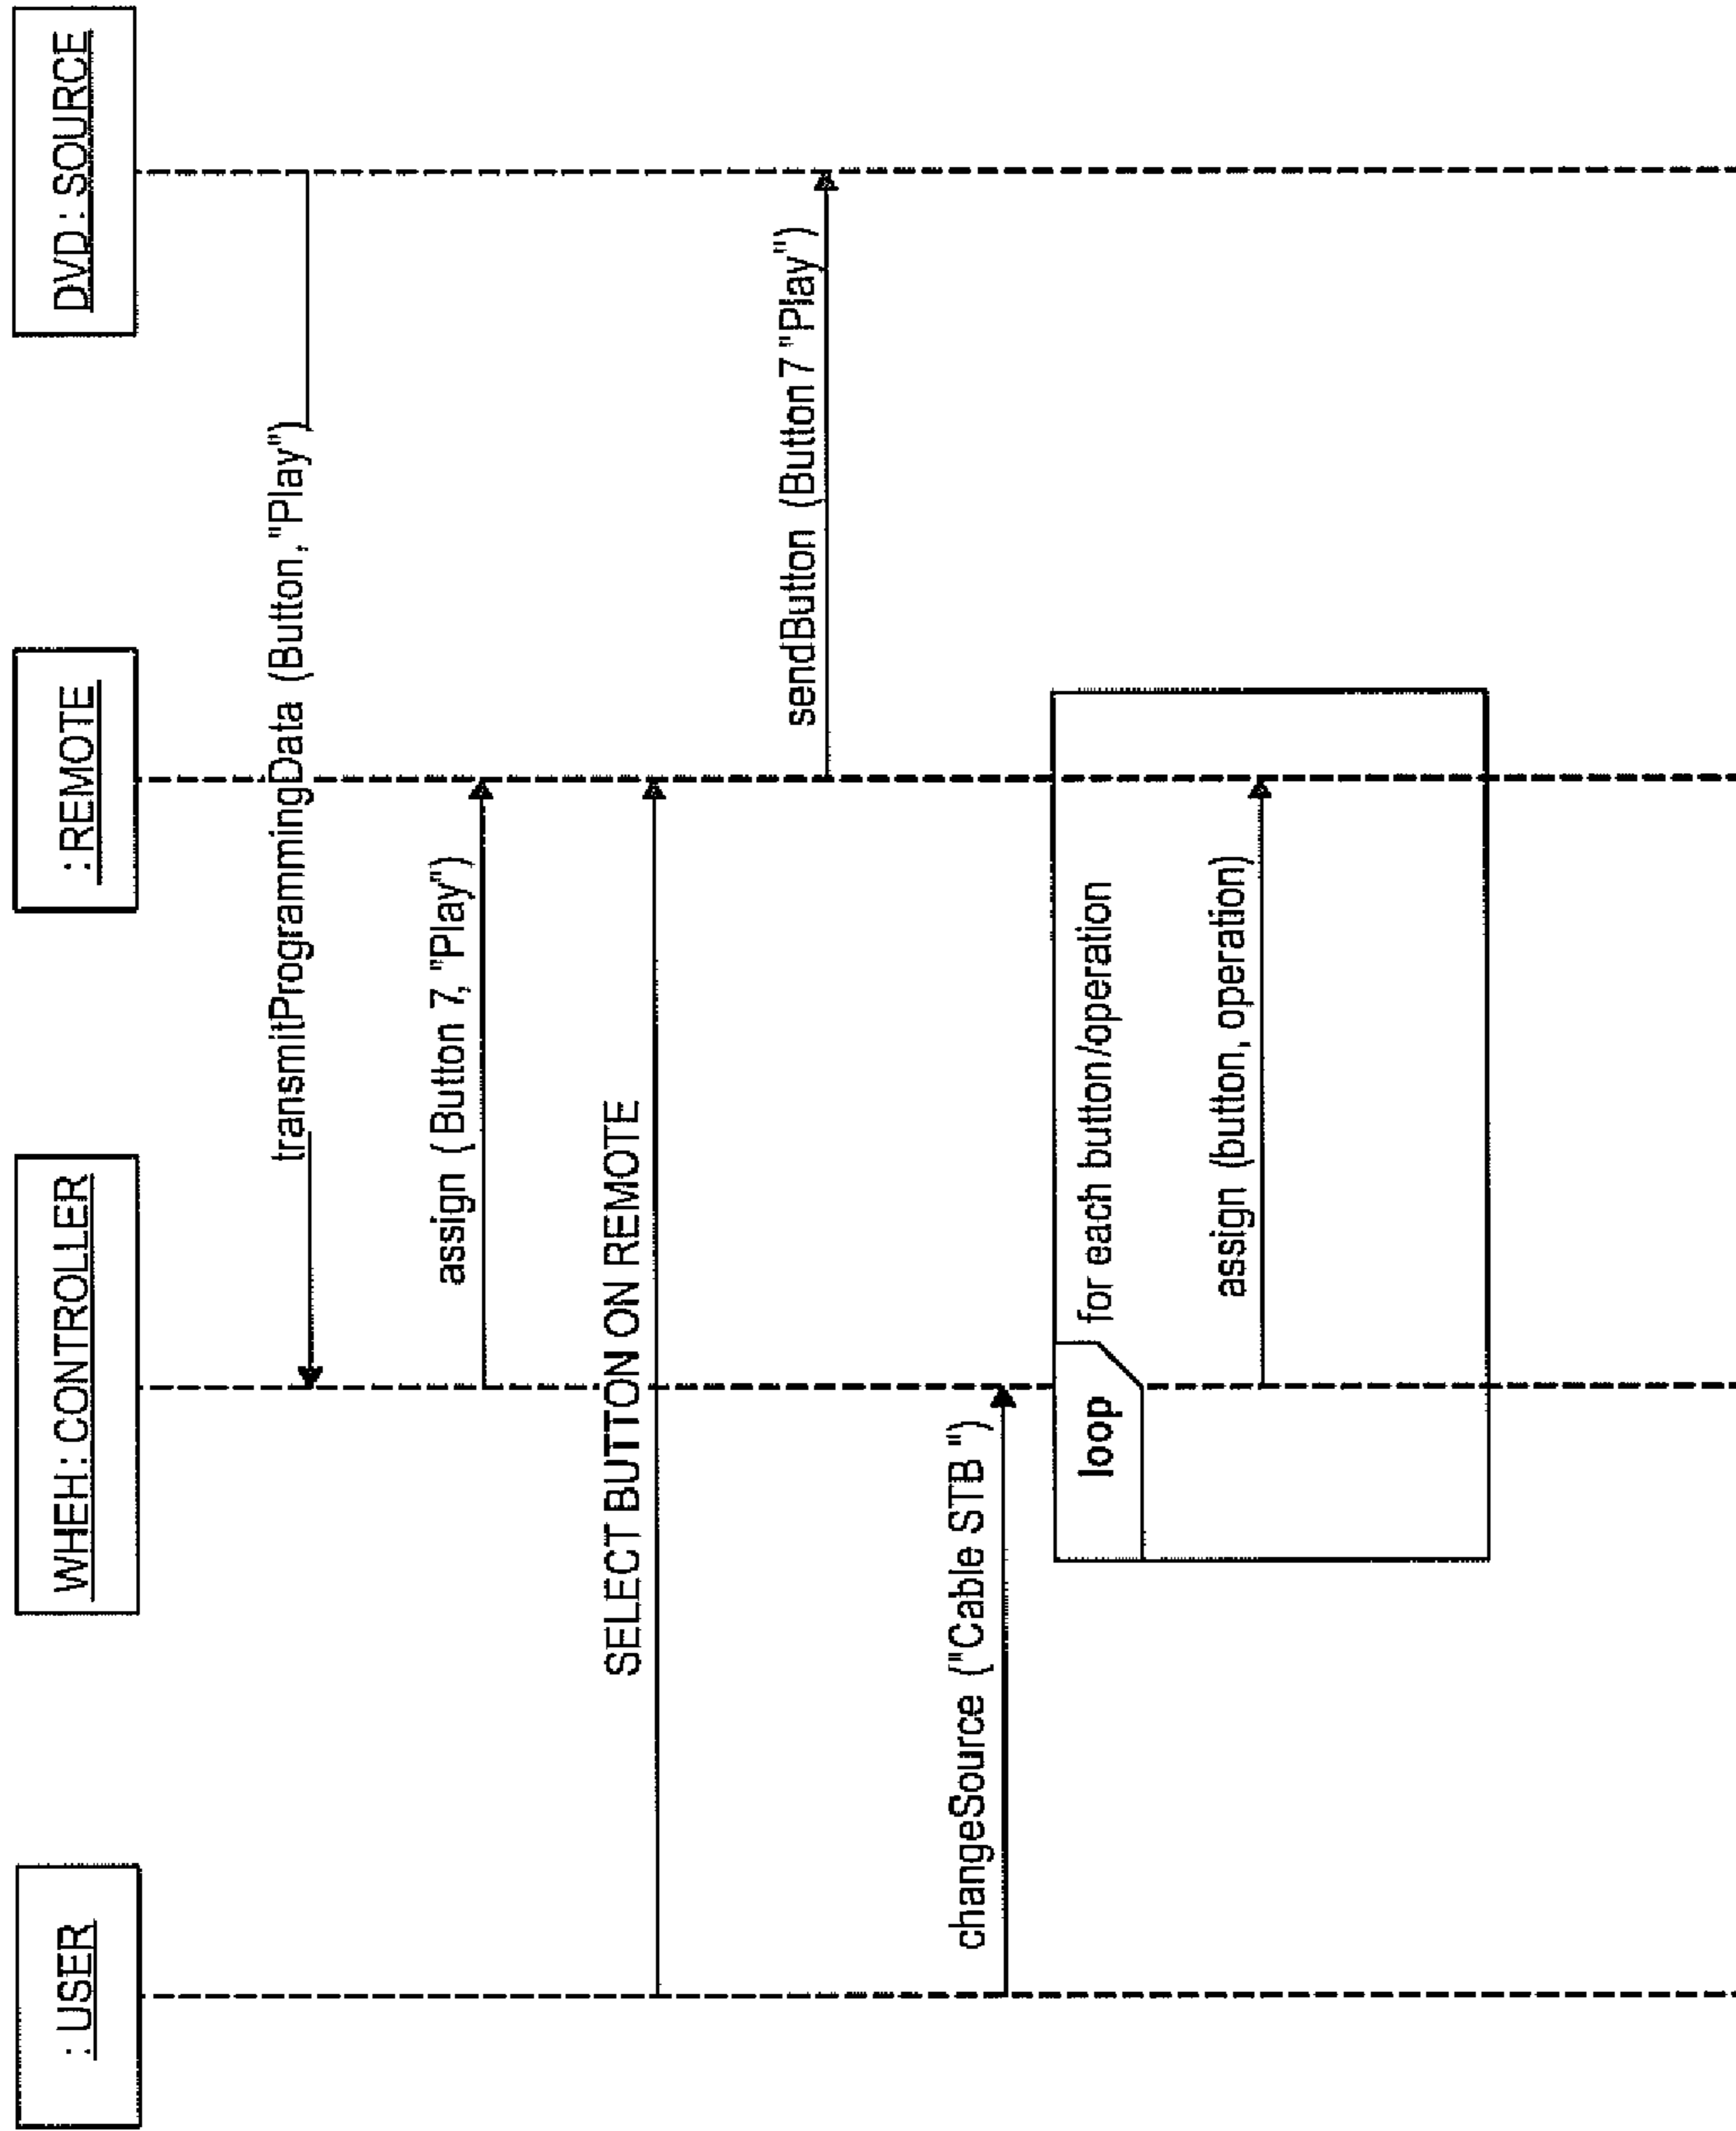 : USER
WHEH : CONTROLLER
: REMOTE
DVD : SOURCE
transmitProgrammingData (Button, "Play")
assign (Button 7, "Play")
SELECT BUTTON ON REMOTE
sendButton (Button 7 "Play")
changeSource ("Cable STB ")
loop
for each button/operation
assign (button, operation)